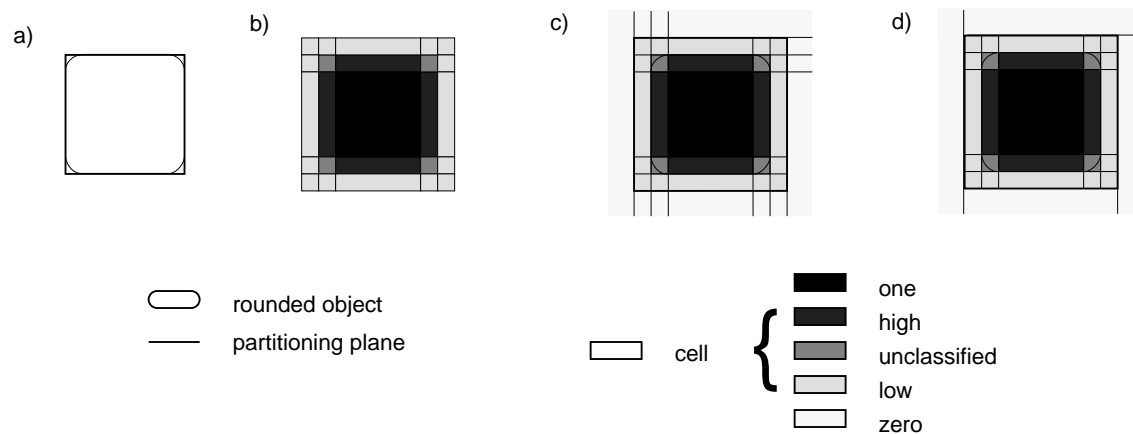 a)
b)
c)
d)
rounded object
partitioning plane
cell
{
one
high
unclassified
low
zero